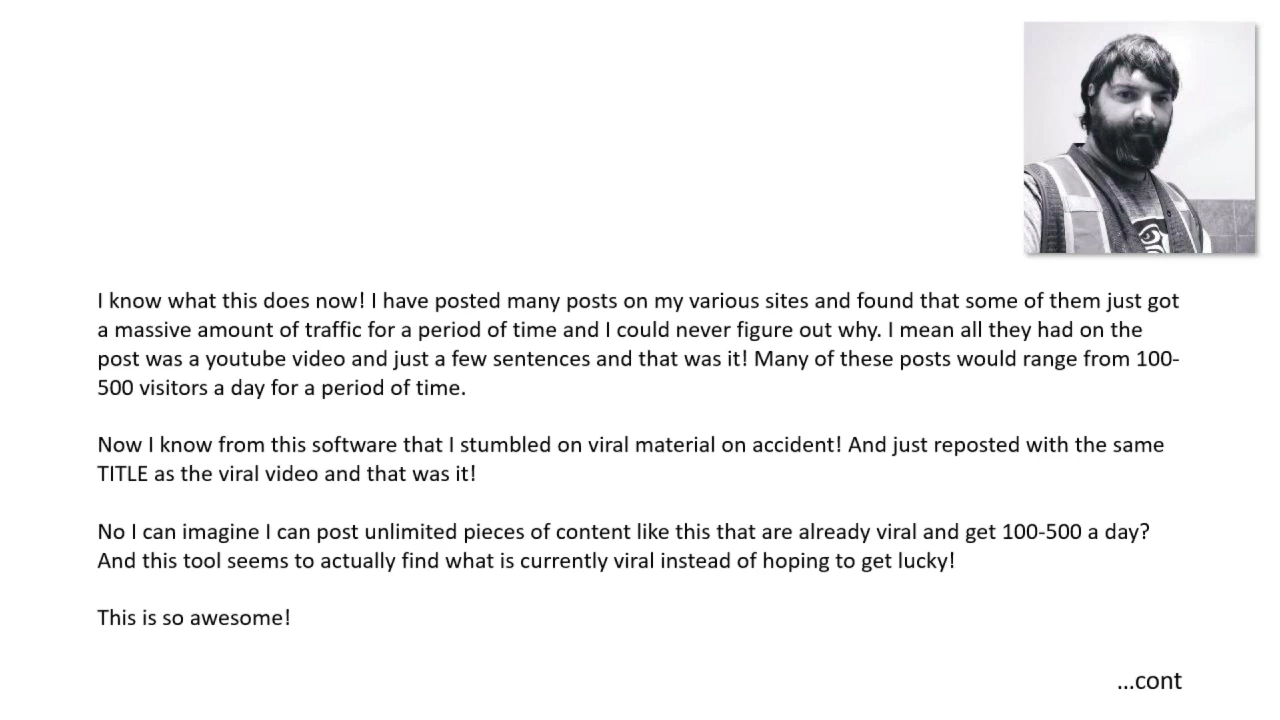 I know what this does now! I have posted many posts on my various sites and found that some of them just got
a massive amount of traffic for a period of time and I could never figure out why. I mean all they had on the
post was a youtube video and just a few sentences and that was it! Many of these posts would range from 100-
500 visitors a day for a period of time.
Now I know from this software that I stumbled on viral material on accident! And just reposted with the same
TITLE as the viral video and that was it!
No I can imagine I can post unlimited pieces of content like this that are already viral and get 100-500 a day?
And this tool seems to actually find what is currently viral instead of hoping to get lucky!
This is so awesome!
...cont